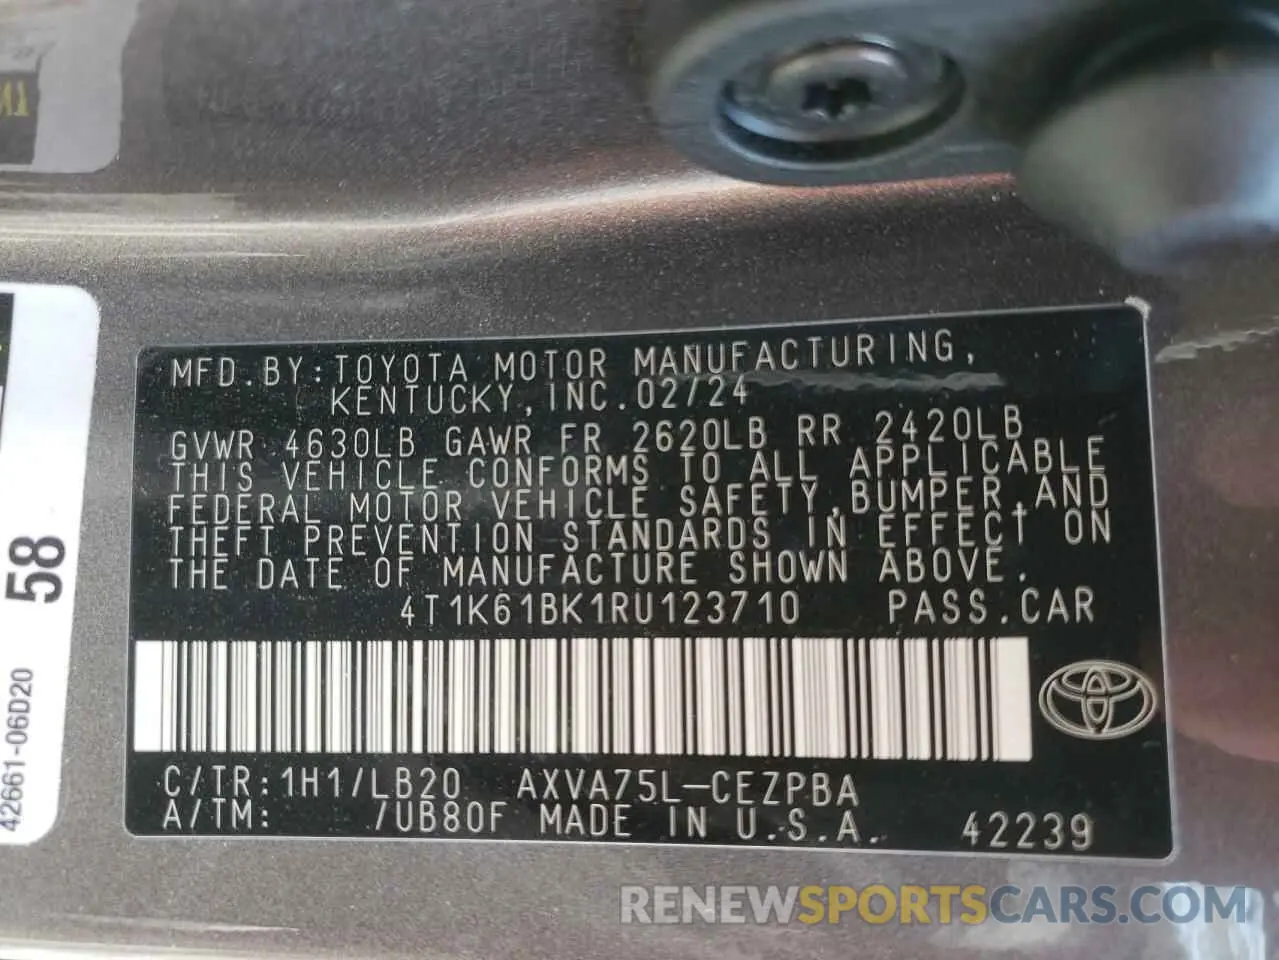 MFD.BY:TOYOTA MOTOR MANUFACTURING,
KENTUCKY,INC.02/24
GVWR 4630LB GAWR FR 2620LB RR 2420LB
THIS VEHICLE CONFORMS TO ALL APPLICABLE
FEDERAL MOTOR VEHICLE SAFETY,BUMPER,AND
THEFT PREVENTION STANDARDS IN EFFECT ON
THE DATE OF MANUFACTURE SHOWN ABOVE.
4T1K61BK1RU123710 PASS.CAR
C/TR:1H1/LB20 AXVA75L-CEZPBA
A/TM: /UB80F MADE IN U.S.A. 42239
58
42661-06D20
RENEWSPORTSCARS.COM